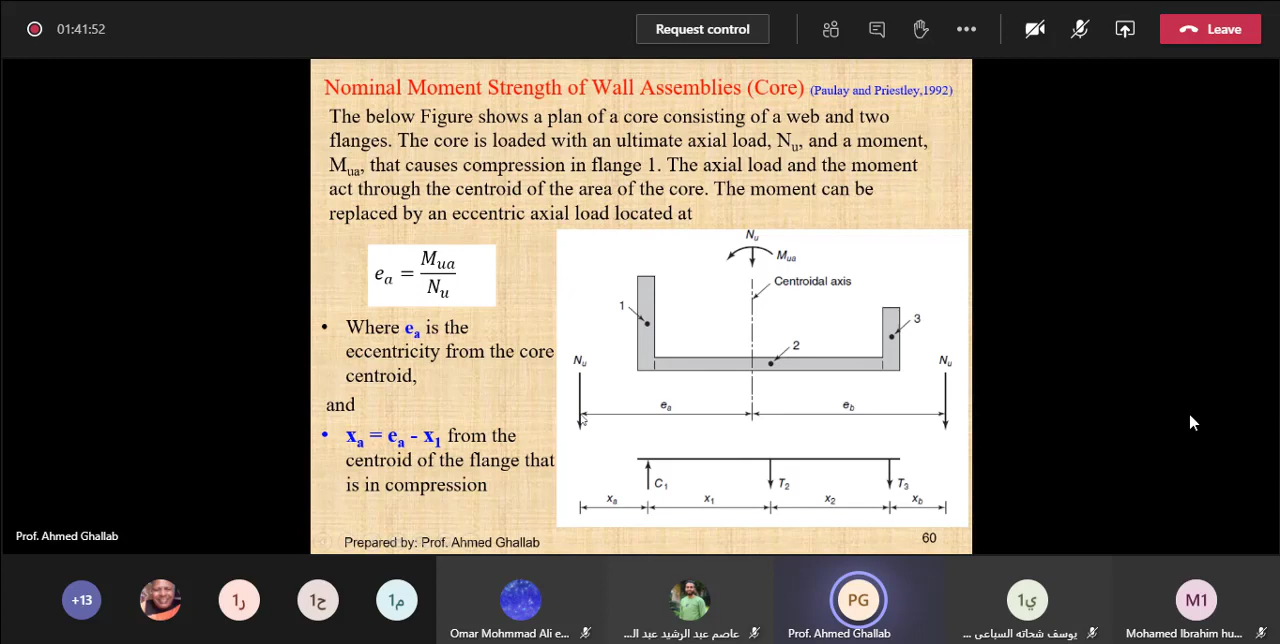 01:41:52
Request control
Leave
Nominal Moment Strength of Wall Assemblies (Core) (Paulay and Priestley,1992)
The below Figure shows a plan of a core consisting of a web and two
flanges. The core is loaded with an ultimate axial load, Nu, and a moment,
Mua, that causes compression in flange 1. The axial load and the moment
act through the centroid of the area of the core. The moment can be
replaced by an eccentric axial load located at
ea = Mua / Nu
• Where ea is the
eccentricity from the core
centroid,
and
• xa = ea - x1 from the
centroid of the flange that
is in compression
Nu
Mua
Centroidal axis
1
2
3
Nu
Nu
ea
eb
C1
T2
T3
xa
x1
x2
xb
Prepared by: Prof. Ahmed Ghallab
60
Prof. Ahmed Ghallab
+13
ر1
ح1
م1
Omar Mohmmad Ali e...
عاصم عبد الرشيد عبد ال...
PG
Prof. Ahmed Ghallab
ي1
يوسف شحاته السباعى ...
M1
Mohamed Ibrahim hu...